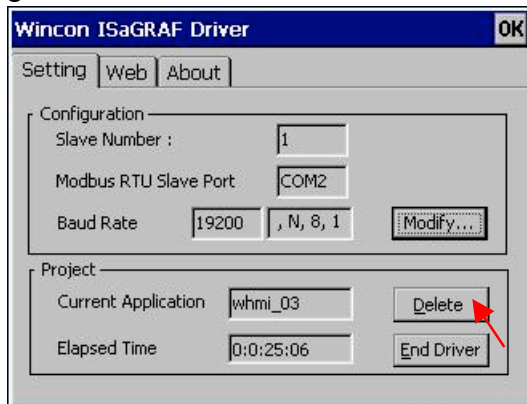 Wincon ISaGRAF Driver OK
Setting Web About
Configuration
Slave Number : 1
Modbus RTU Slave Port COM2
Baud Rate 19200 , N, 8, 1 Modify...
Project
Current Application whmi_03 Delete
Elapsed Time 0:0:25:06 End Driver